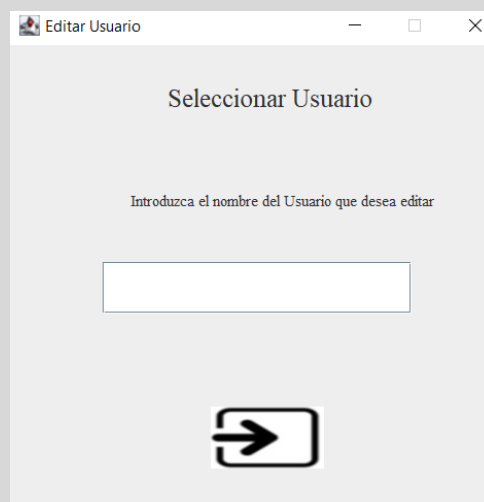 Editar Usuario
Seleccionar Usuario
Introduzca el nombre del Usuario que desea editar